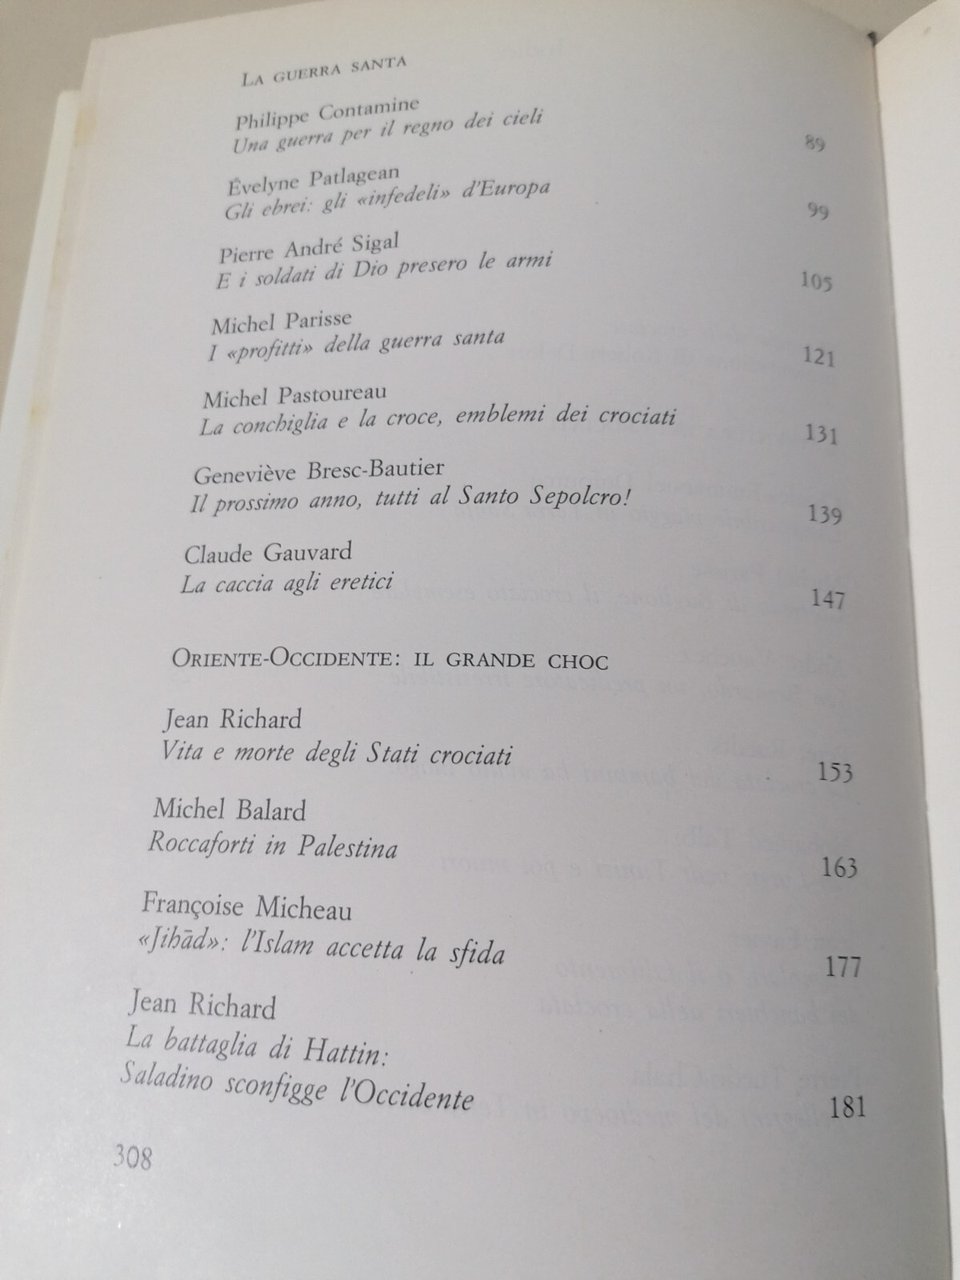 LA GUERRA SANTA
Philippe Contamine
Una guerra per il regno dei cieli
89
Êvelyne Patlagean
Gli ebrei: gli «infedeli» d'Europa
99
Pierre André Sigal
E i soldati di Dio presero le armi
105
Michel Parisse
I «profitti» della guerra santa
121
Michel Pastoureau
La conchiglia e la croce, emblemi dei crociati
131
Geneviève Bresc-Bautier
Il prossimo anno, tutti al Santo Sepolcro!
139
Claude Gauvard
La caccia agli eretici
147
ORIENTE-OCCIDENTE: IL GRANDE CHOC
Jean Richard
Vita e morte degli Stati crociati
153
Michel Balard
Roccaforti in Palestina
163
Françoise Micheau
«Jihād»: l'Islam accetta la sfida
177
Jean Richard
La battaglia di Hattin:
Saladino sconfigge l'Occidente
181
308